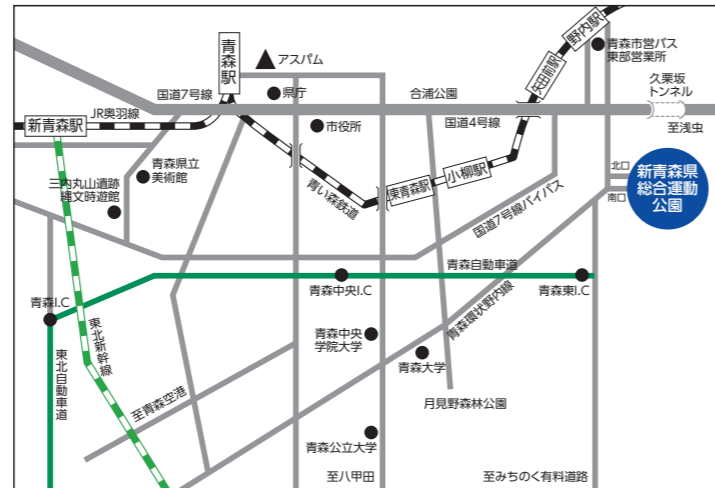 野内駅
青森市営バス
東部営業所
青森駅
アスパム
矢田前駅
県庁
国道7号線
合浦公園
久栗坂
トンネル
JR奥羽線
新青森駅
市役所
国道4号線
至浅虫
青森県立
美術館
三内丸山遺跡
縄文時遊館
青い森鉄道
東青森駅
小柳駅
北口
南口
新青森県
総合運動
公園
国道7号線バイパス
青森自動車道
青森I.C
青森中央I.C
青森東I.C
東北新幹線
青森環状野内線
東北自動車道
青森中央
学院大学
青森大学
至青森空港
月見野森林公園
青森公立大学
至八甲田
至みちのく有料道路